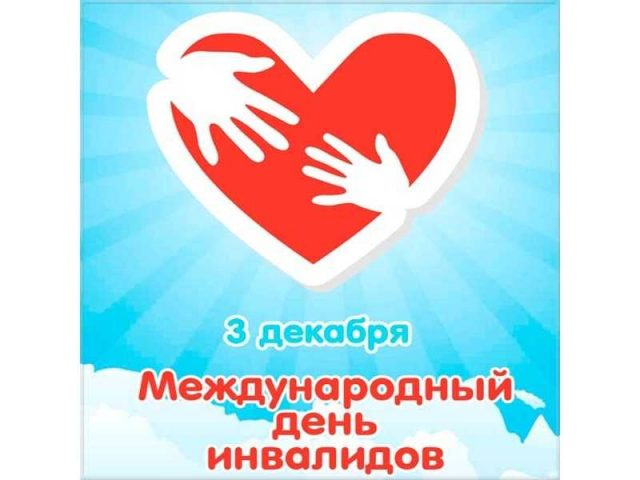 3 декабря
Международный
день
инвалидов